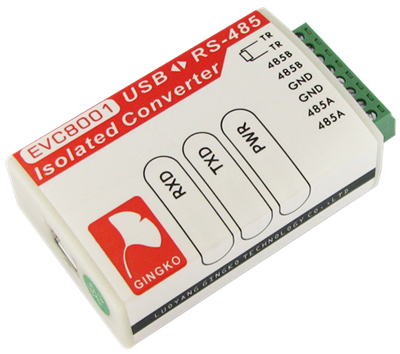 EVC8001 USB RS-485
Isolated Converter
TR
TR
485B
485B
GND
GND
485A
485A
RXD
TXD
PWR
GINGKO
LUOYANG GINGKO TECHNOLOGY CO.,LTD